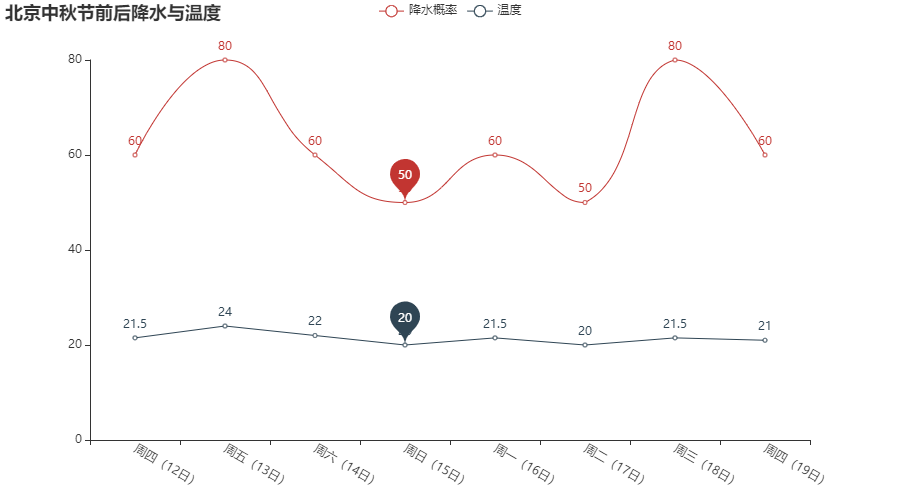 北京中秋节前后降水与温度
降水概率 温度
80
60
40
20
0
60 80 60 50 60 50 80 60
21.5 24 22 20 21.5 20 21.5 21
周四（12日） 周五（13日） 周六（14日） 周日（15日） 周一（16日） 周二（17日） 周三（18日） 周四（19日）